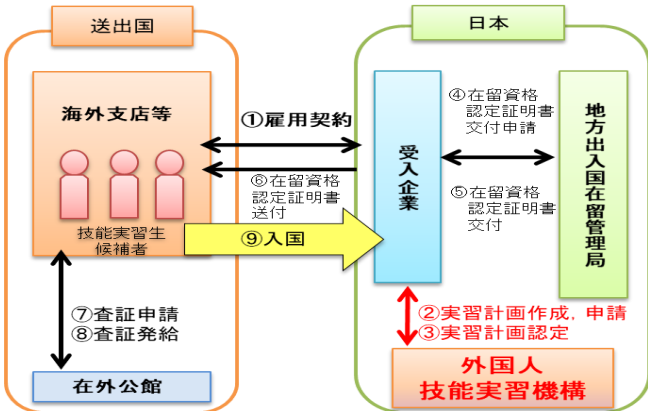 送出国
日本
海外支店等
技能実習生
候補者
①雇用契約
⑥在留資格
認定証明書
送付
⑨入国
受入企業
④在留資格
認定証明書
交付申請
⑤在留資格
認定証明書
交付
地方出入国在留管理局
⑦査証申請
⑧査証発給
在外公館
②実習計画作成，申請
③実習計画認定
外国人
技能実習機構